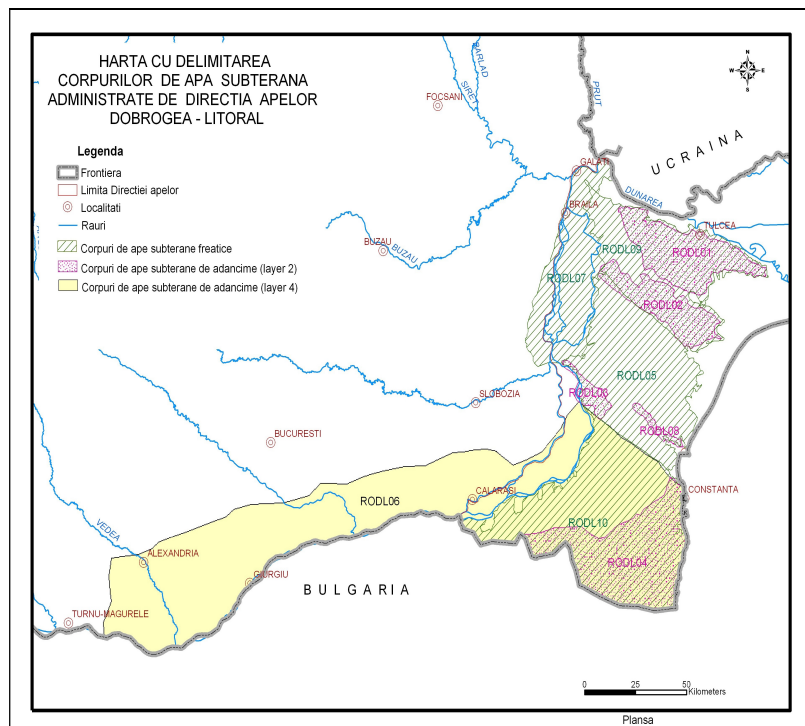 HARTA CU DELIMITAREA
CORPURILOR DE APA SUBTERANA
ADMINISTRATE DE DIRECTIA APELOR
DOBROGEA - LITORAL
Legenda
Frontiera
Limita Directiei apelor
Localitati
Rauri
Corpuri de ape subterane freatice
Corpuri de ape subterane de adancime (layer 2)
Corpuri de ape subterane de adancime (layer 4)
N
W
E
S
BARLAD
SIRET
PRUT
FOCSANI
UCRAINA
GALATI
DUNAREA
BRAILA
TULCEA
BUZAU
BUZAU
RODL09
RODL01
RODL07
RODL02
RODL05
SLOBOZIA
RODL03
RODL08
BUCURESTI
CONSTANTA
CALARASI
RODL06
RODL10
VEDEA
ALEXANDRIA
RODL04
GIURGIU
BULGARIA
TURNU-MAGURELE
0 25 50
Kilometers
Plansa